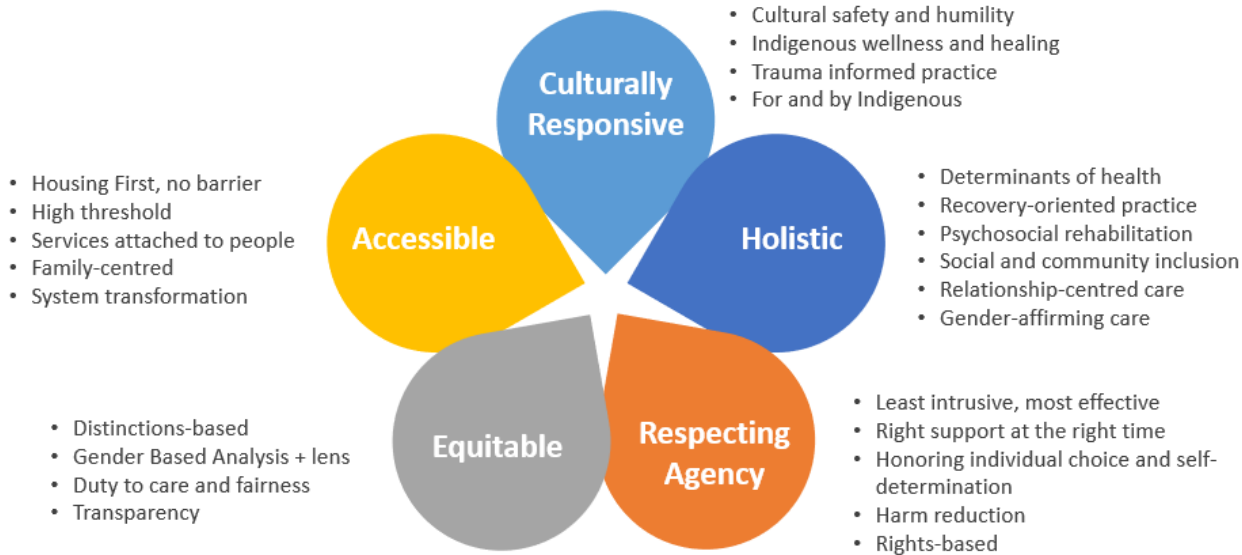 Culturally
Responsive
• Cultural safety and humility
• Indigenous wellness and healing
• Trauma informed practice
• For and by Indigenous
Holistic
• Determinants of health
• Recovery-oriented practice
• Psychosocial rehabilitation
• Social and community inclusion
• Relationship-centred care
• Gender-affirming care
Respecting
Agency
• Least intrusive, most effective
• Right support at the right time
• Honoring individual choice and self-
determination
• Harm reduction
• Rights-based
Equitable
• Distinctions-based
• Gender Based Analysis + lens
• Duty to care and fairness
• Transparency
Accessible
• Housing First, no barrier
• High threshold
• Services attached to people
• Family-centred
• System transformation